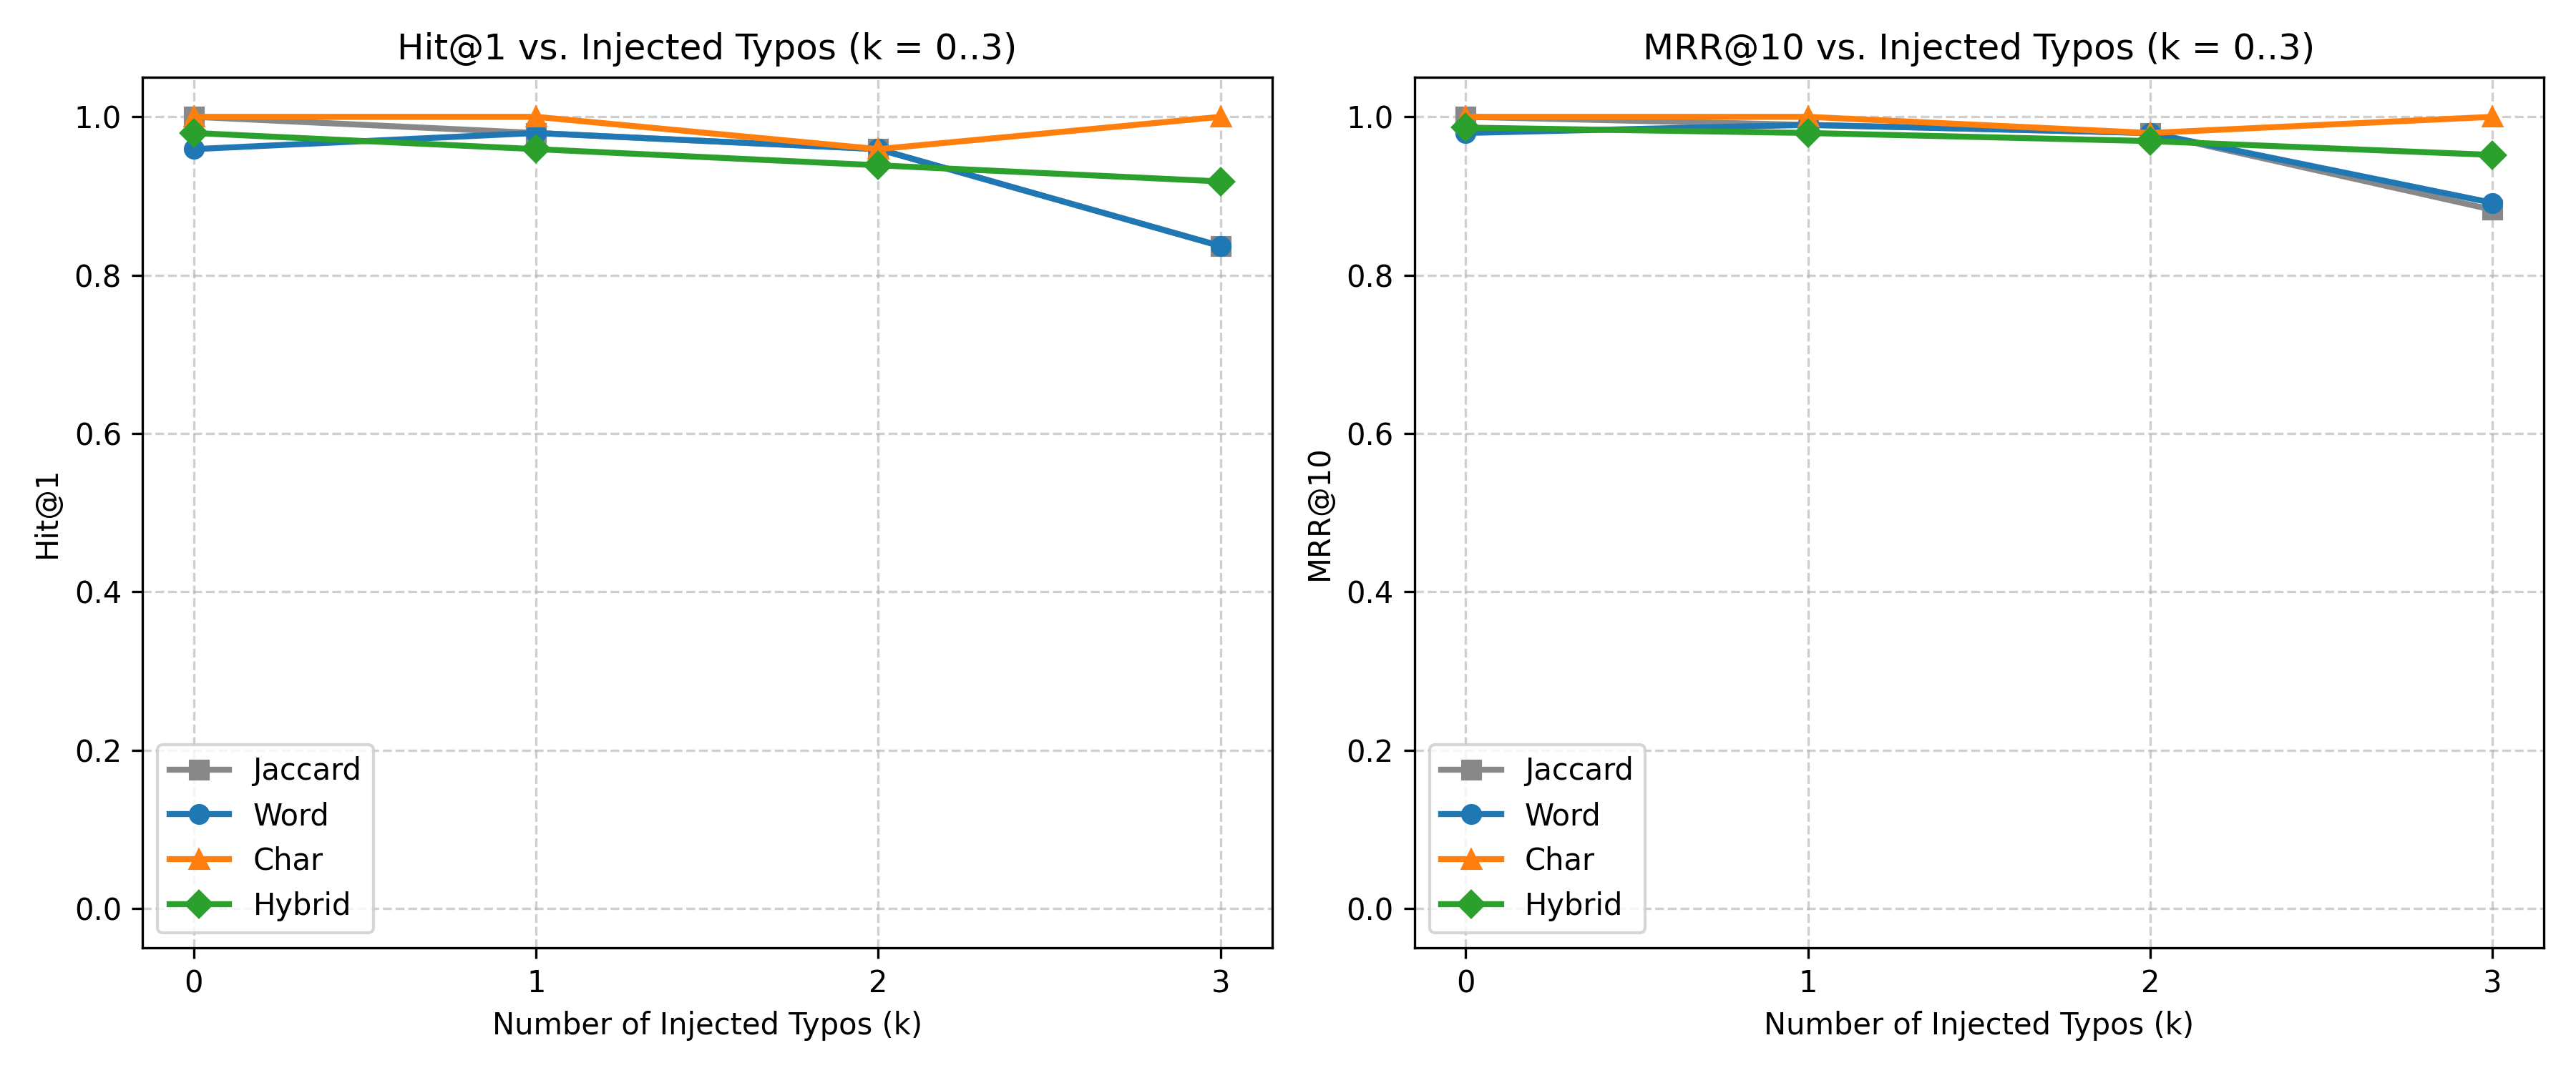 Hit@1 vs. Injected Typos (k = 0..3)
1.0
0.8
0.6
0.4
0.2
0.0
Hit@1
Jaccard
Word
Char
Hybrid
0 1 2 3
Number of Injected Typos (k)
MRR@10 vs. Injected Typos (k = 0..3)
1.0
0.8
0.6
0.4
0.2
0.0
MRR@10
Jaccard
Word
Char
Hybrid
0 1 2 3
Number of Injected Typos (k)